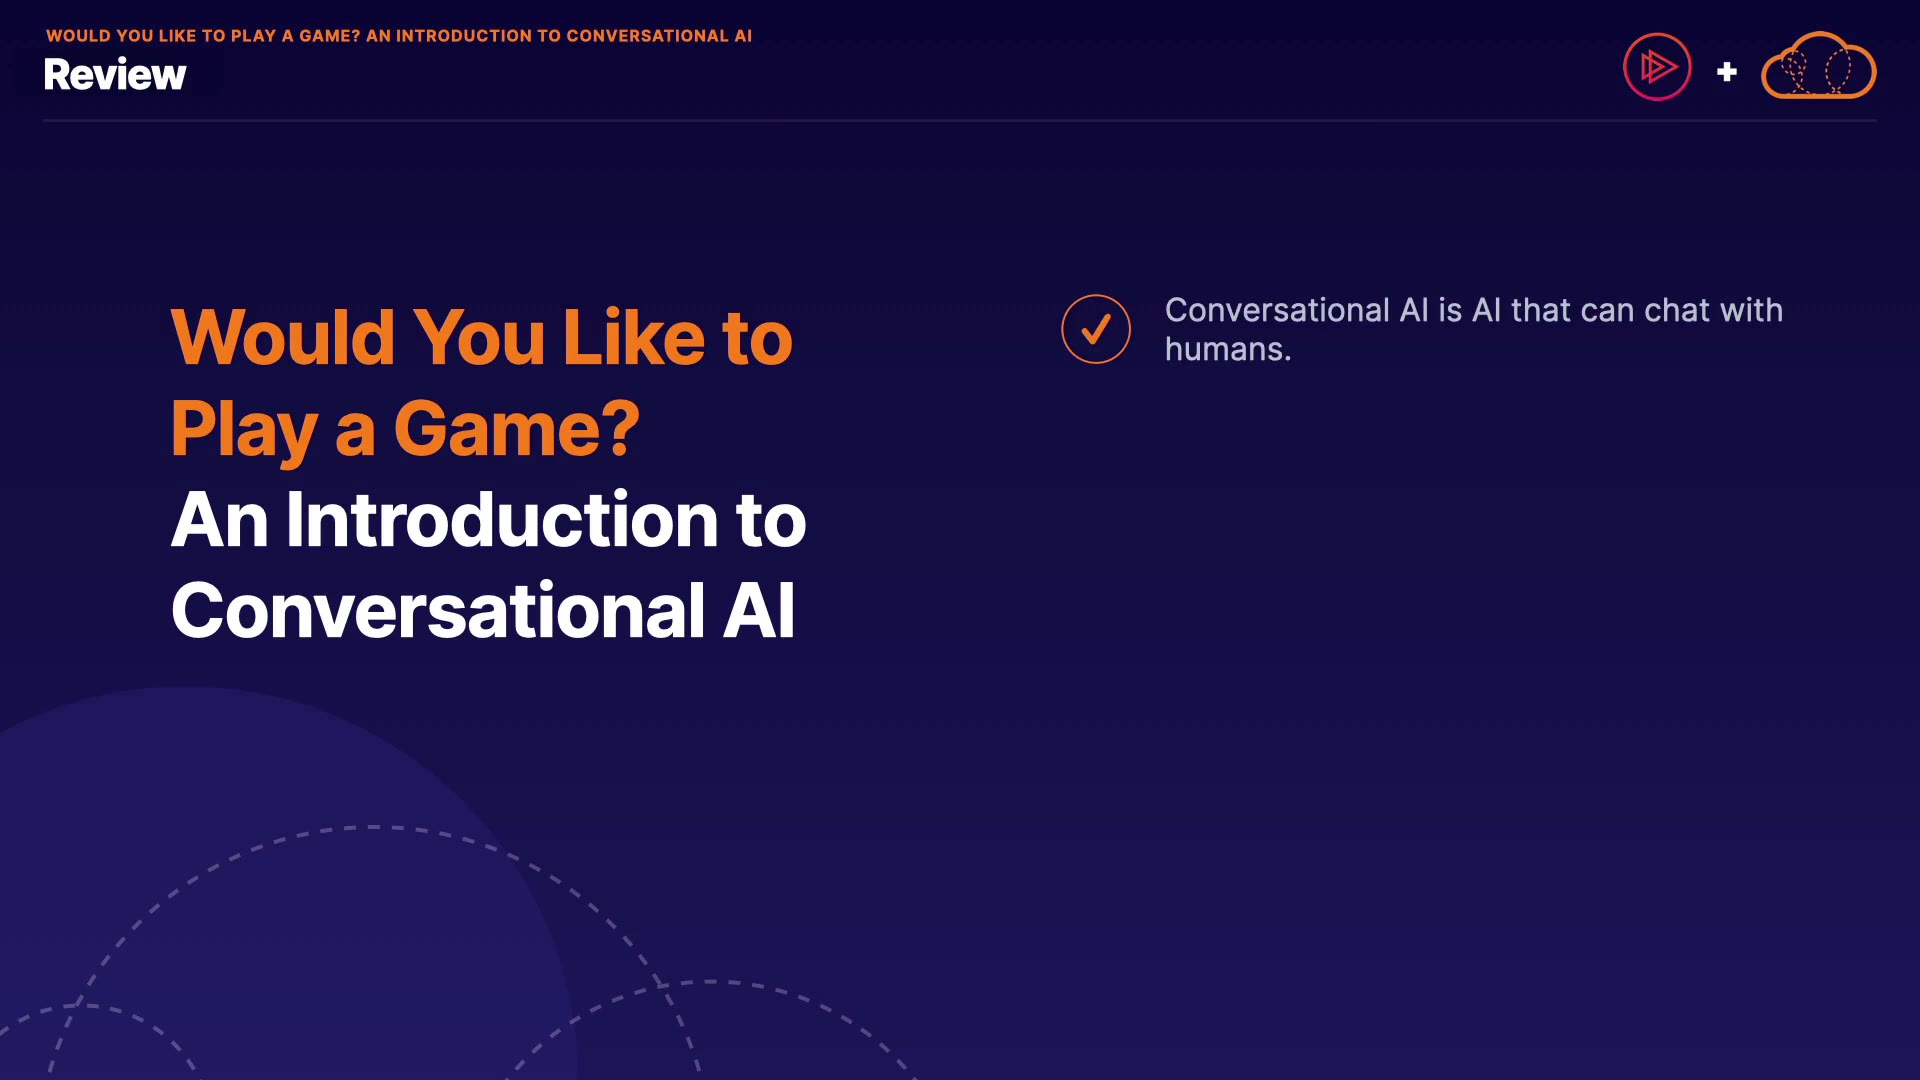 WOULD YOU LIKE TO PLAY A GAME? AN INTRODUCTION TO CONVERSATIONAL AI
Review
Would You Like to
Play a Game?
An Introduction to
Conversational AI
Conversational AI is AI that can chat with
humans.